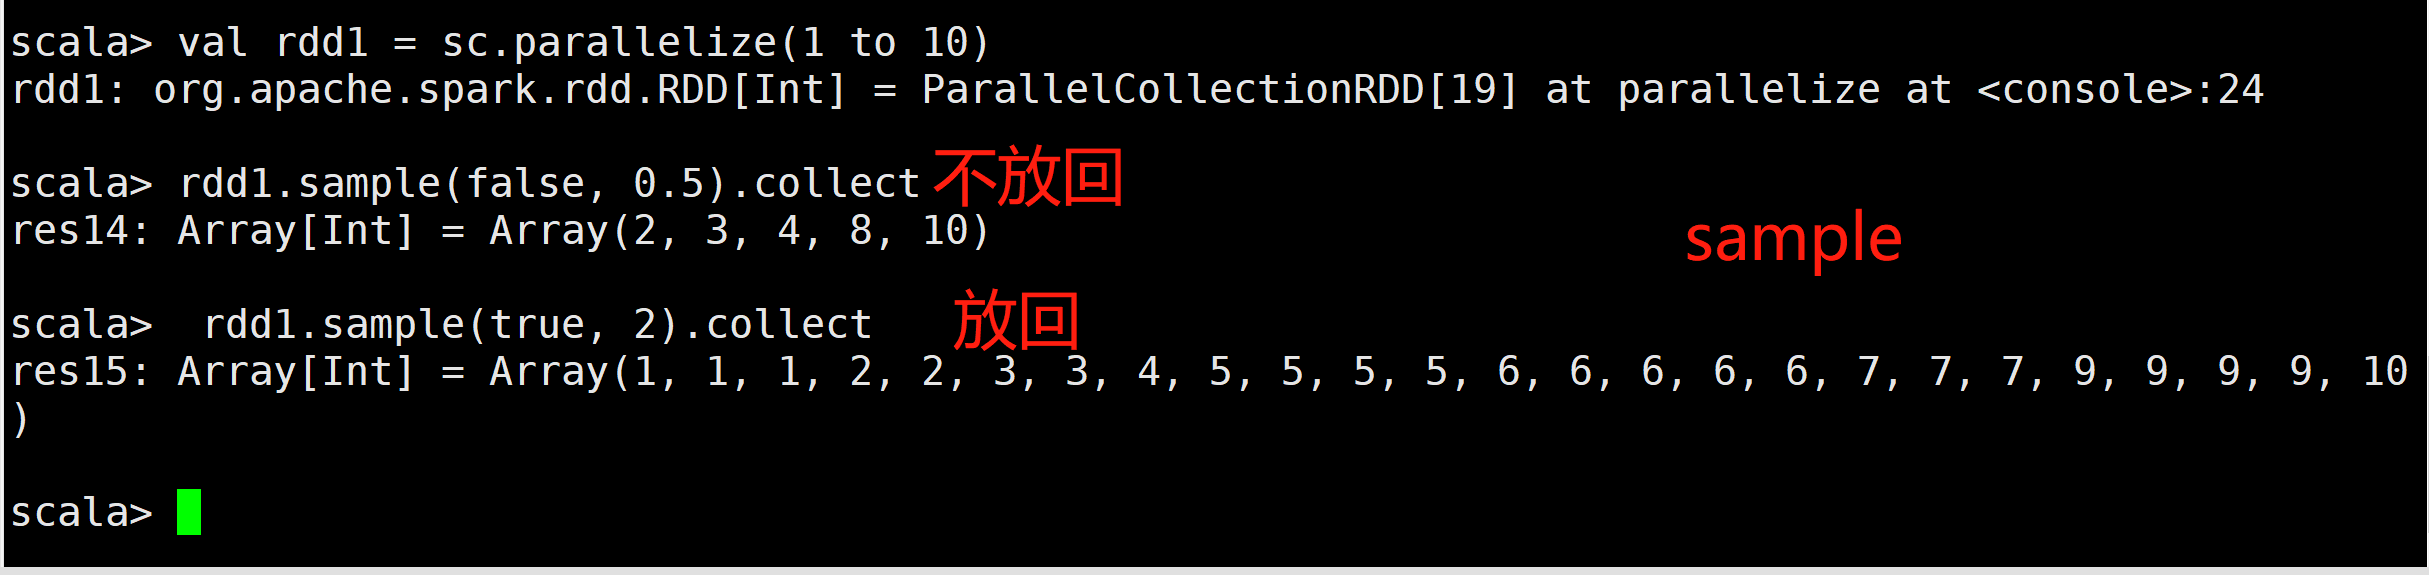 scala> val rdd1 = sc.parallelize(1 to 10)
rdd1: org.apache.spark.rdd.RDD[Int] = ParallelCollectionRDD[19] at parallelize at <console>:24
scala> rdd1.sample(false, 0.5).collect 不放回
res14: Array[Int] = Array(2, 3, 4, 8, 10)
sample
scala>  rdd1.sample(true, 2).collect 放回
res15: Array[Int] = Array(1, 1, 1, 2, 2, 3, 3, 4, 5, 5, 5, 5, 6, 6, 6, 6, 6, 7, 7, 7, 9, 9, 9, 9, 10
)
scala>